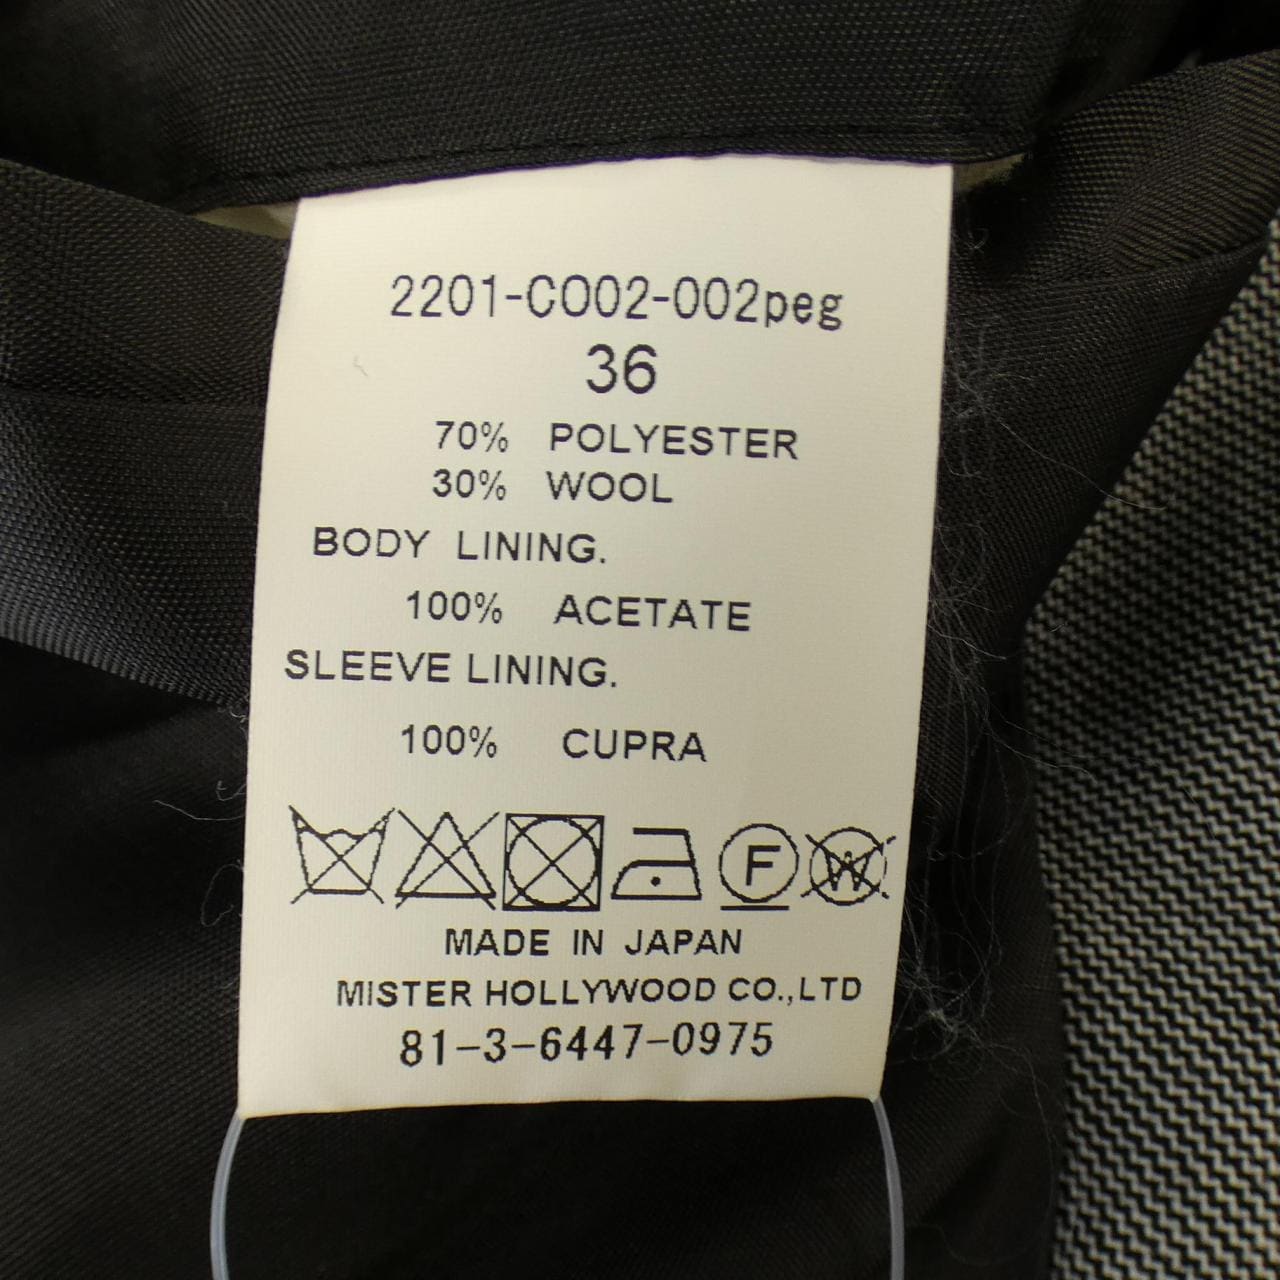 2201-CO02-002peg
36
70% POLYESTER
30% WOOL
BODY LINING.
100% ACETATE
SLEEVE LINING.
100% CUPRA
F W
MADE IN JAPAN
MISTER HOLLYWOOD CO.,LTD
81-3-6447-0975